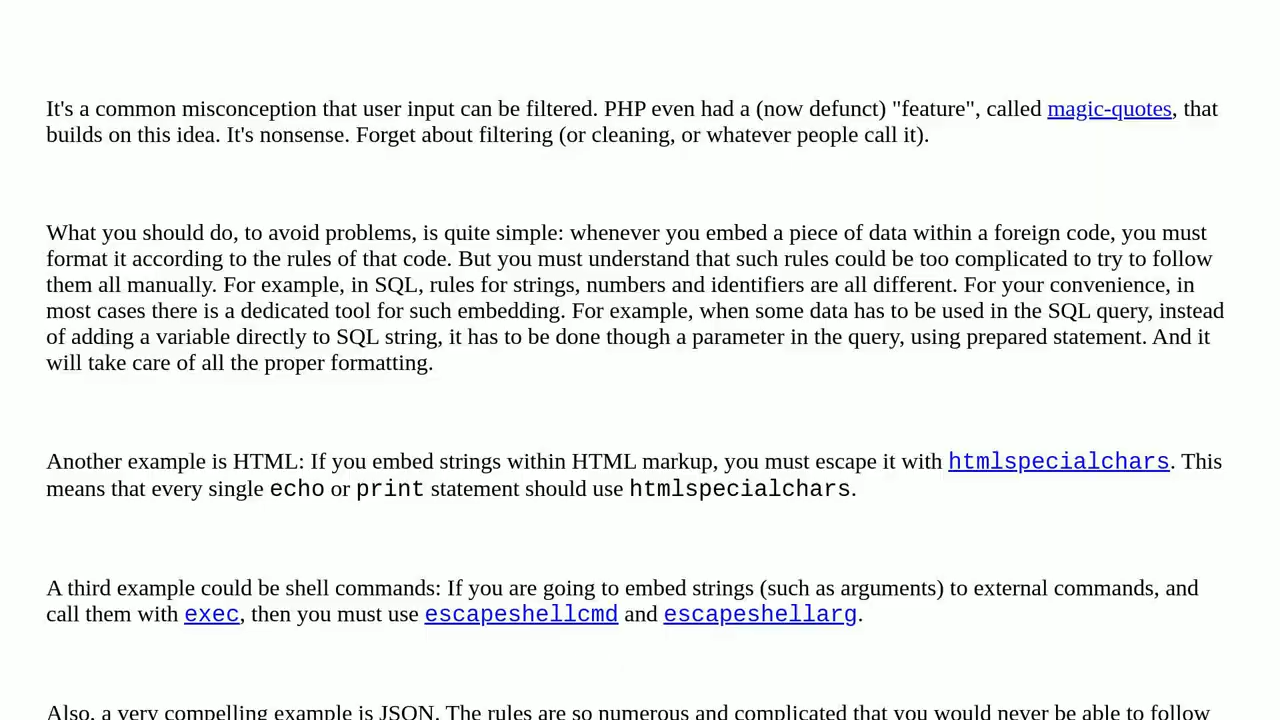 It's a common misconception that user input can be filtered. PHP even had a (now defunct) "feature", called magic-quotes, that
builds on this idea. It's nonsense. Forget about filtering (or cleaning, or whatever people call it).
What you should do, to avoid problems, is quite simple: whenever you embed a piece of data within a foreign code, you must
format it according to the rules of that code. But you must understand that such rules could be too complicated to try to follow
them all manually. For example, in SQL, rules for strings, numbers and identifiers are all different. For your convenience, in
most cases there is a dedicated tool for such embedding. For example, when some data has to be used in the SQL query, instead
of adding a variable directly to SQL string, it has to be done though a parameter in the query, using prepared statement. And it
will take care of all the proper formatting.
Another example is HTML: If you embed strings within HTML markup, you must escape it with htmlspecialchars. This
means that every single echo or print statement should use htmlspecialchars.
A third example could be shell commands: If you are going to embed strings (such as arguments) to external commands, and
call them with exec, then you must use escapeshellcmd and escapeshellarg.
Also, a very compelling example is JSON. The rules are so numerous and complicated that you would never be able to follow